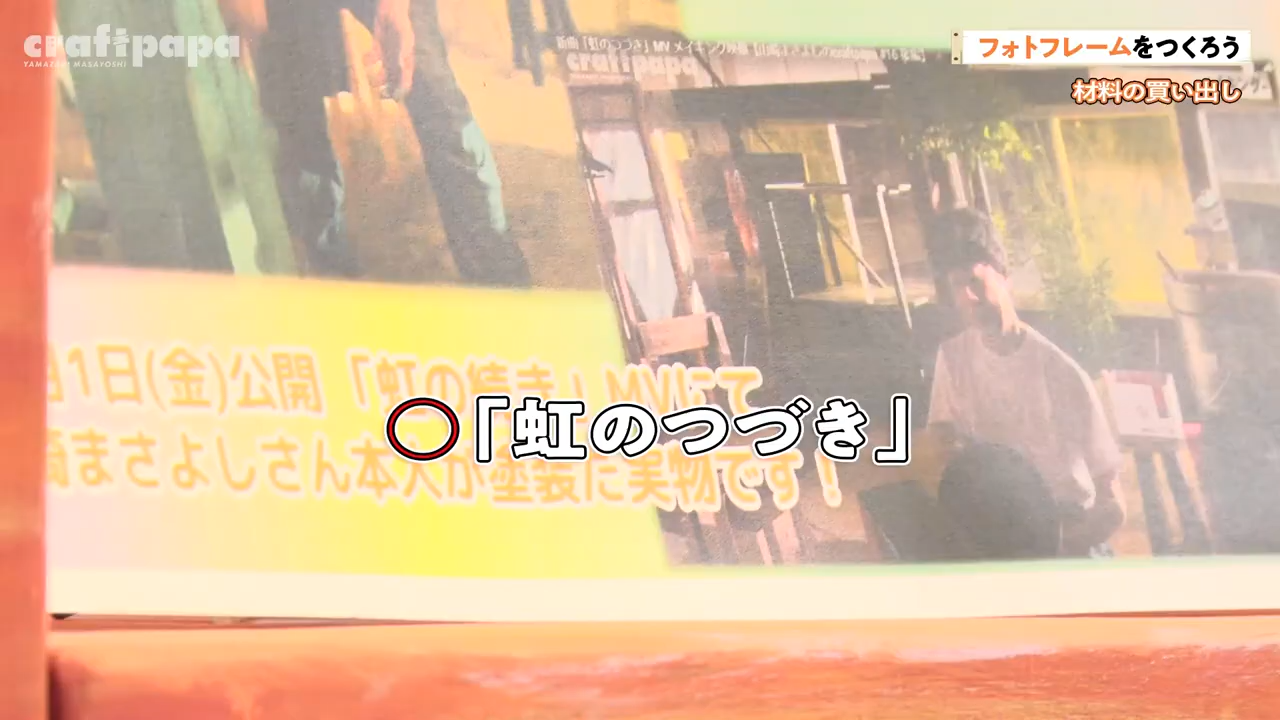 craftpapa
YAMAZAKI MASAYOSHI
フォトフレームをつくろう
材料の買い出し
新曲「虹のつづき」MV メイキング映像
craftpapa
月1日(金)公開「虹の続き」MVにて
崎まさよしさん本人が塗装した実物です！
〇「虹のつづき」